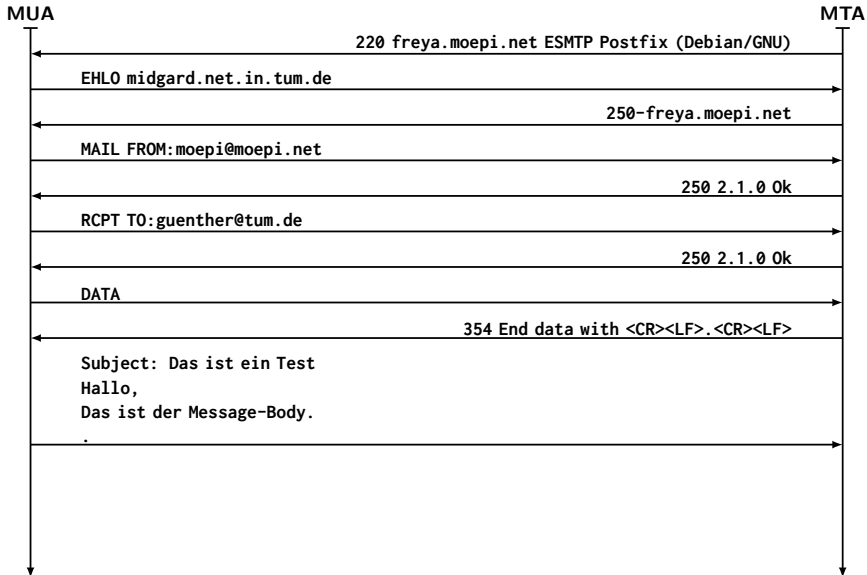 MUA MTA
220 freya.moepi.net ESMTP Postfix (Debian/GNU)
EHLO midgard.net.in.tum.de
250-freya.moepi.net
MAIL FROM:moepi@moepi.net
250 2.1.0 Ok
RCPT TO:guenther@tum.de
250 2.1.0 Ok
DATA
354 End data with <CR><LF>.<CR><LF>
Subject: Das ist ein Test
Hallo,
Das ist der Message-Body.
.